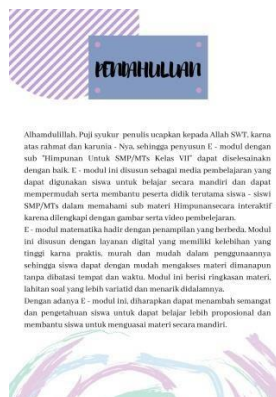 PENDAHULUAN
Alhamdulillah, Puji syukur penulis ucapkan kepada Allah SWT. karna
atas rahmat dan karunia - Nya, sehingga penyusun E - modul dengan
sub "Himpunan Untuk SMP/MTs Kelas VII" dapat diselesainakn
dengan baik. E - modul ini disusun sebagai media pembelajaran yang
dapat digunakan siswa untuk belajar secara mandiri dan dapat
mempermudah serta membantu peserta didik terutama siswa - siswi
SMP/MTs dalam memahami sub materi Himpunansecara interaktif
karena dilengkapi dengan gambar serta video pembelejaran.
E - modul matematika hadir dengan penampilan yang berbeda. Modul
ini disusun dengan layanan digital yang memiliki kelebihan yang
tinggi karna praktis, murah dan mudah dalam penggunaannya
sehingga siswa dapat dengan mudah mengakses materi dimanapun
tanpa dibatasi tempat dan waktu. Modul ini berisi ringkasan materi,
lahitan soal yang lebih variatid dan menarik didalamnya.
Dengan adanya E - modul ini, diharapkan dapat menambah semangat
dan pengetahuan siswa untuk dapat belajar lebih proposional dan
membantu siswa untuk menguasai materi secara mandiri.